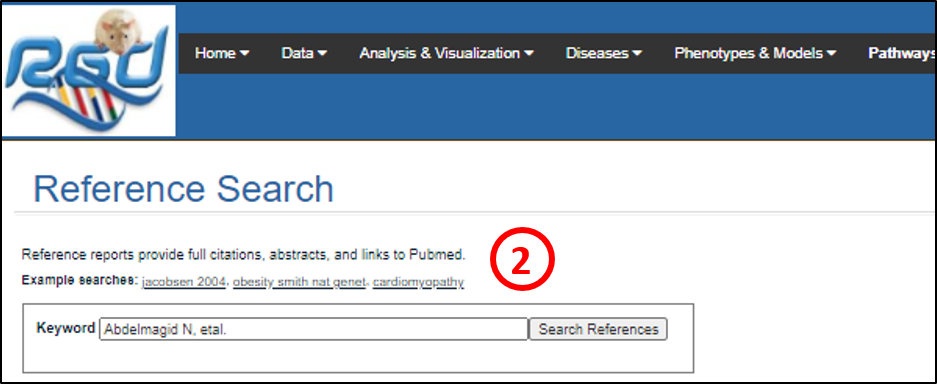 RGD
Home Data Analysis & Visualization Diseases Phenotypes & Models Pathways
Reference Search
Reference reports provide full citations, abstracts, and links to Pubmed.
2
Example searches: jacobsen 2004, obesity smith nat genet, cardiomyopathy
Keyword Abdelmagid N, etal. Search References